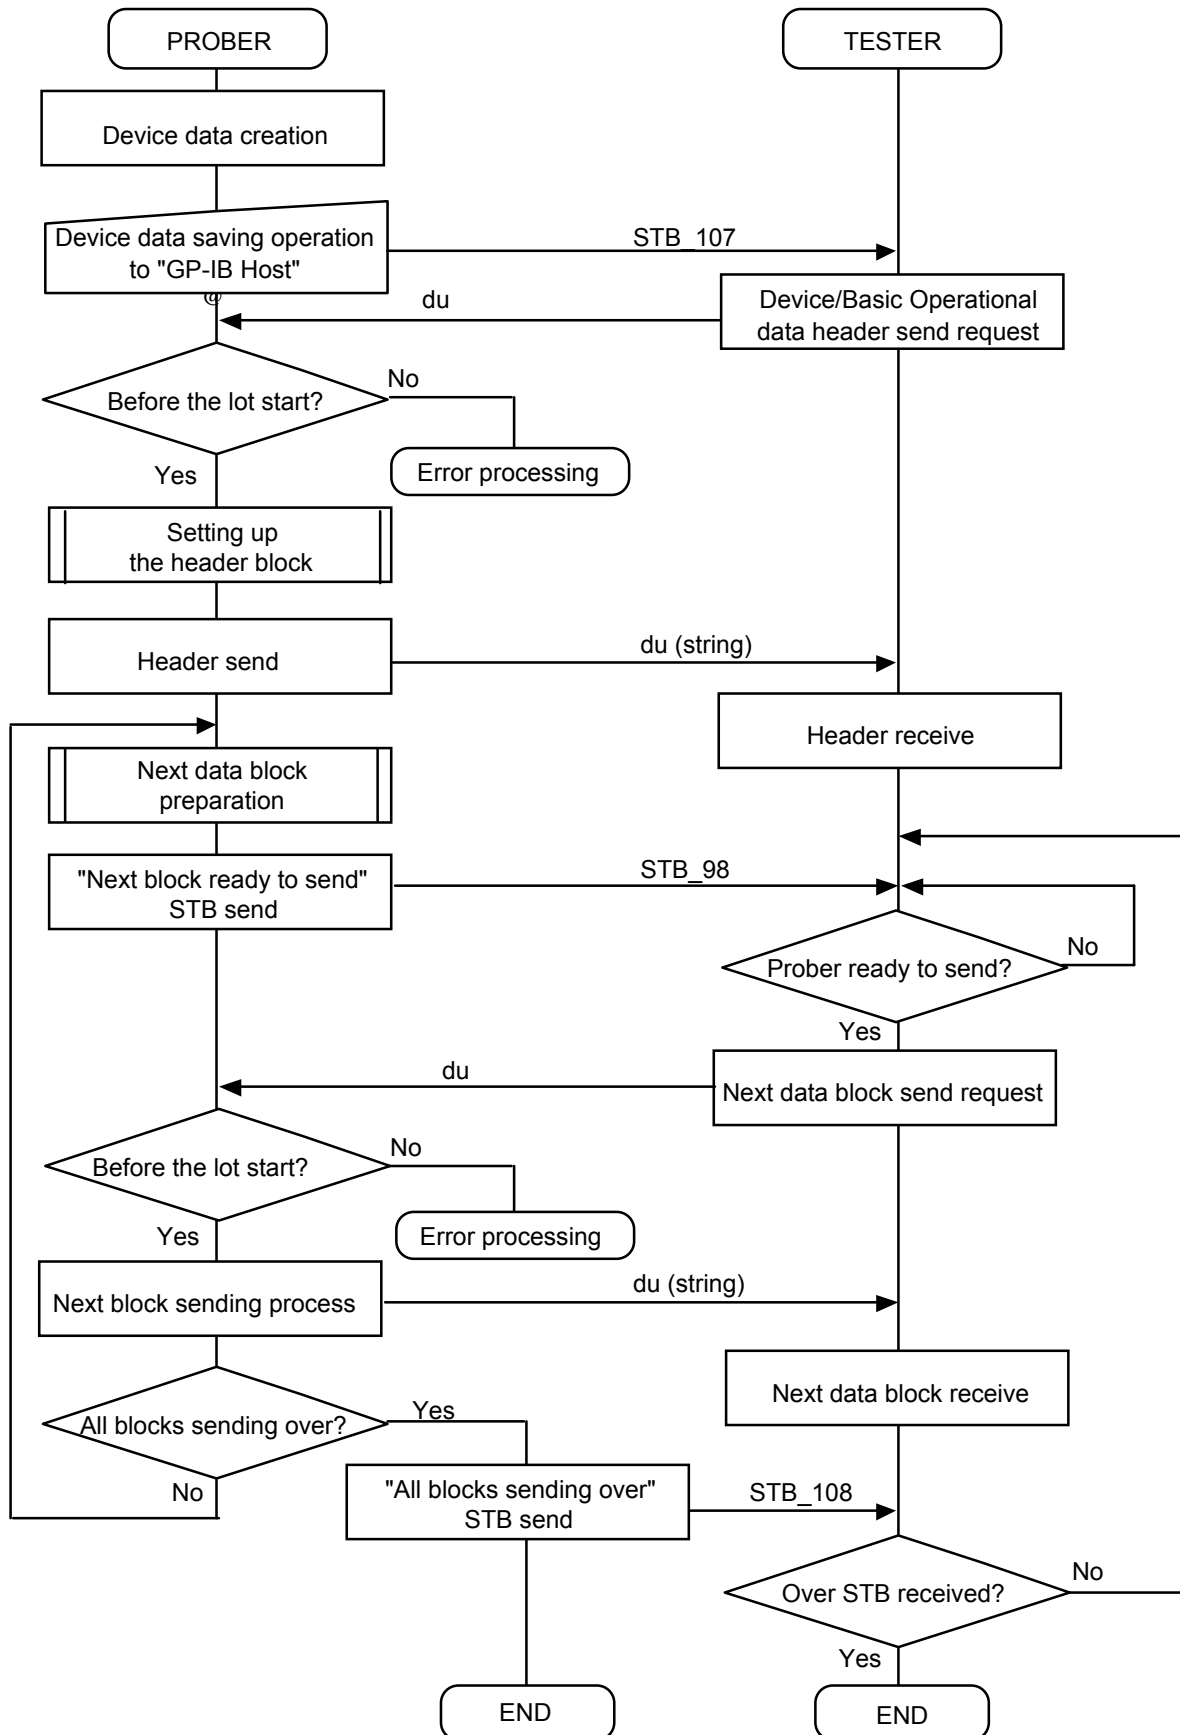 PROBER
TESTER
Device data creation
Device data saving operation
to "GP-IB Host"
@
STB_107
du
Device/Basic Operational
data header send request
Before the lot start?
No
Error processing
Yes
Setting up
the header block
Header send
du (string)
Header receive
Next data block
preparation
"Next block ready to send"
STB send
STB_98
Prober ready to send?
No
Yes
du
Next data block send request
Before the lot start?
No
Error processing
Yes
Next block sending process
du (string)
Next data block receive
All blocks sending over?
Yes
No
"All blocks sending over"
STB send
STB_108
Over STB received?
No
Yes
END
END